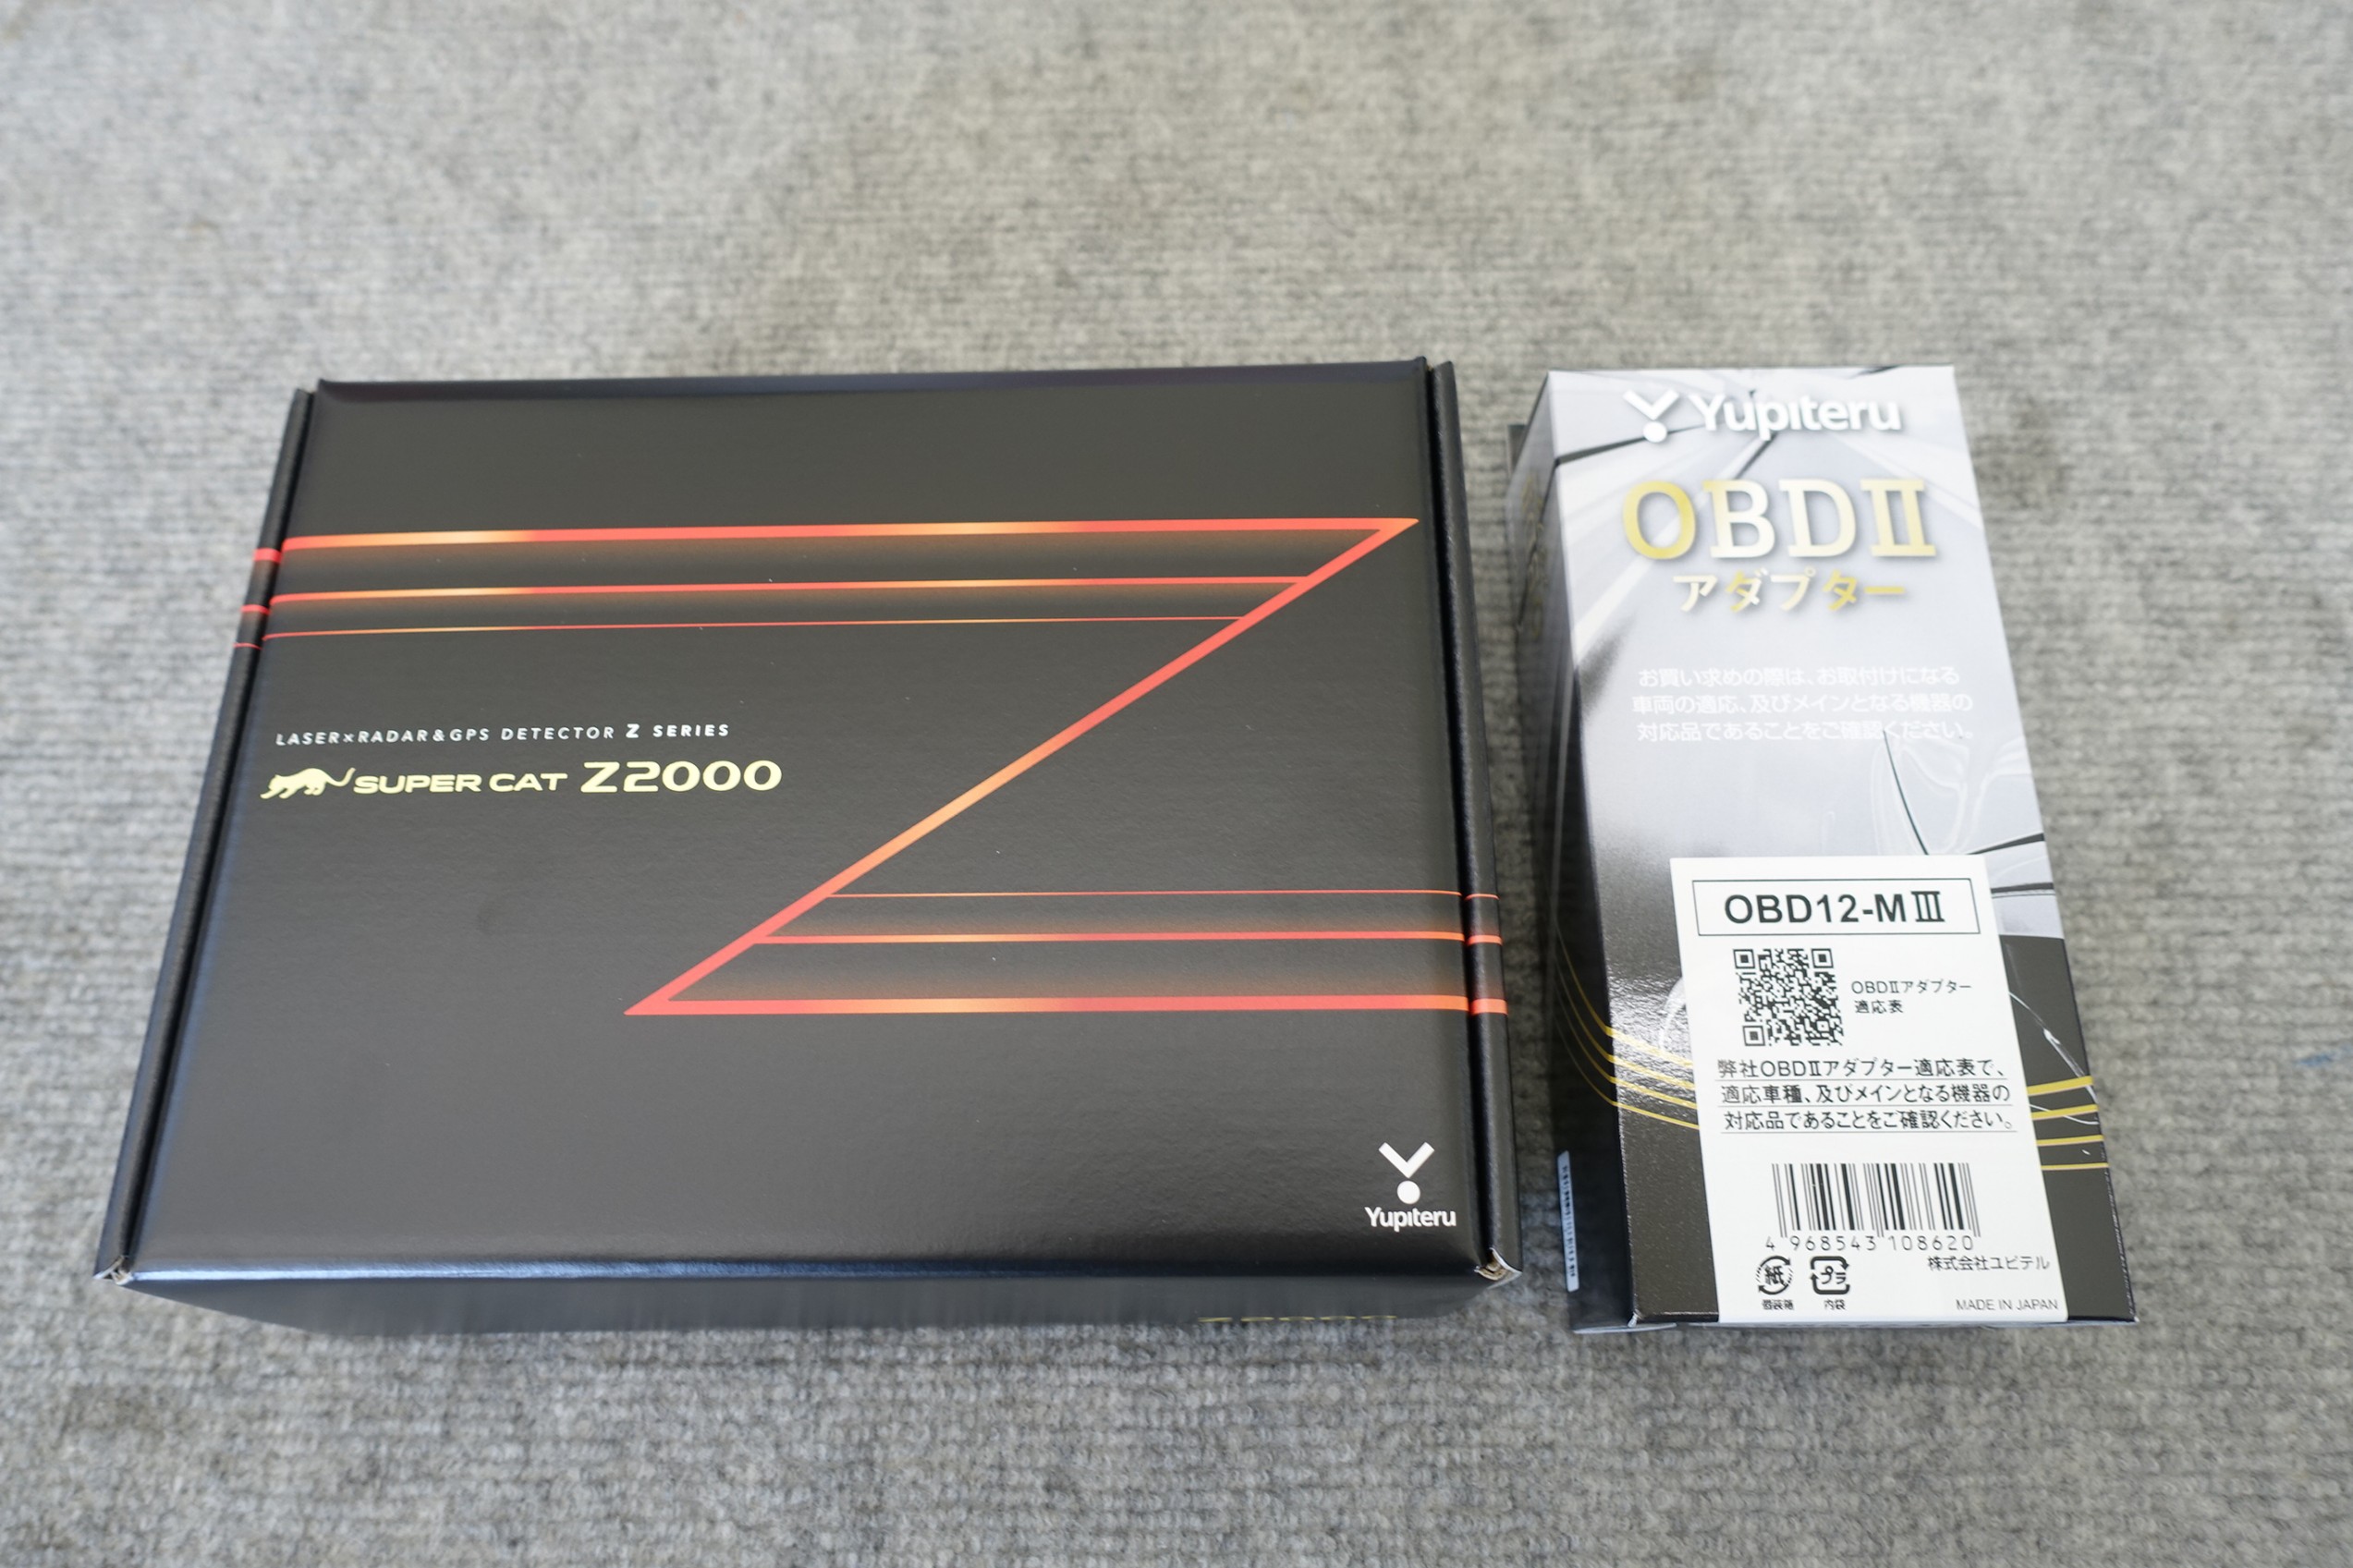 LASER×RADAR&GPS DETECTOR Z SERIES
SUPER CAT Z2000
Yupiteru
Yupiteru
OBDⅡ
アダプター
お買い求めの際は、お取付けになる
車両の適応、及びメインとなる機器の
対応品であることをご確認ください。
OBD12-MⅢ
OBDⅡアダプター
適応表
弊社OBDⅡアダプター適応表で、
適応車種、及びメインとなる機器の
対応品であることをご確認ください。
4 968543 108620
株式会社ユピテル
紙
プラ
個装箱
内袋
MADE IN JAPAN